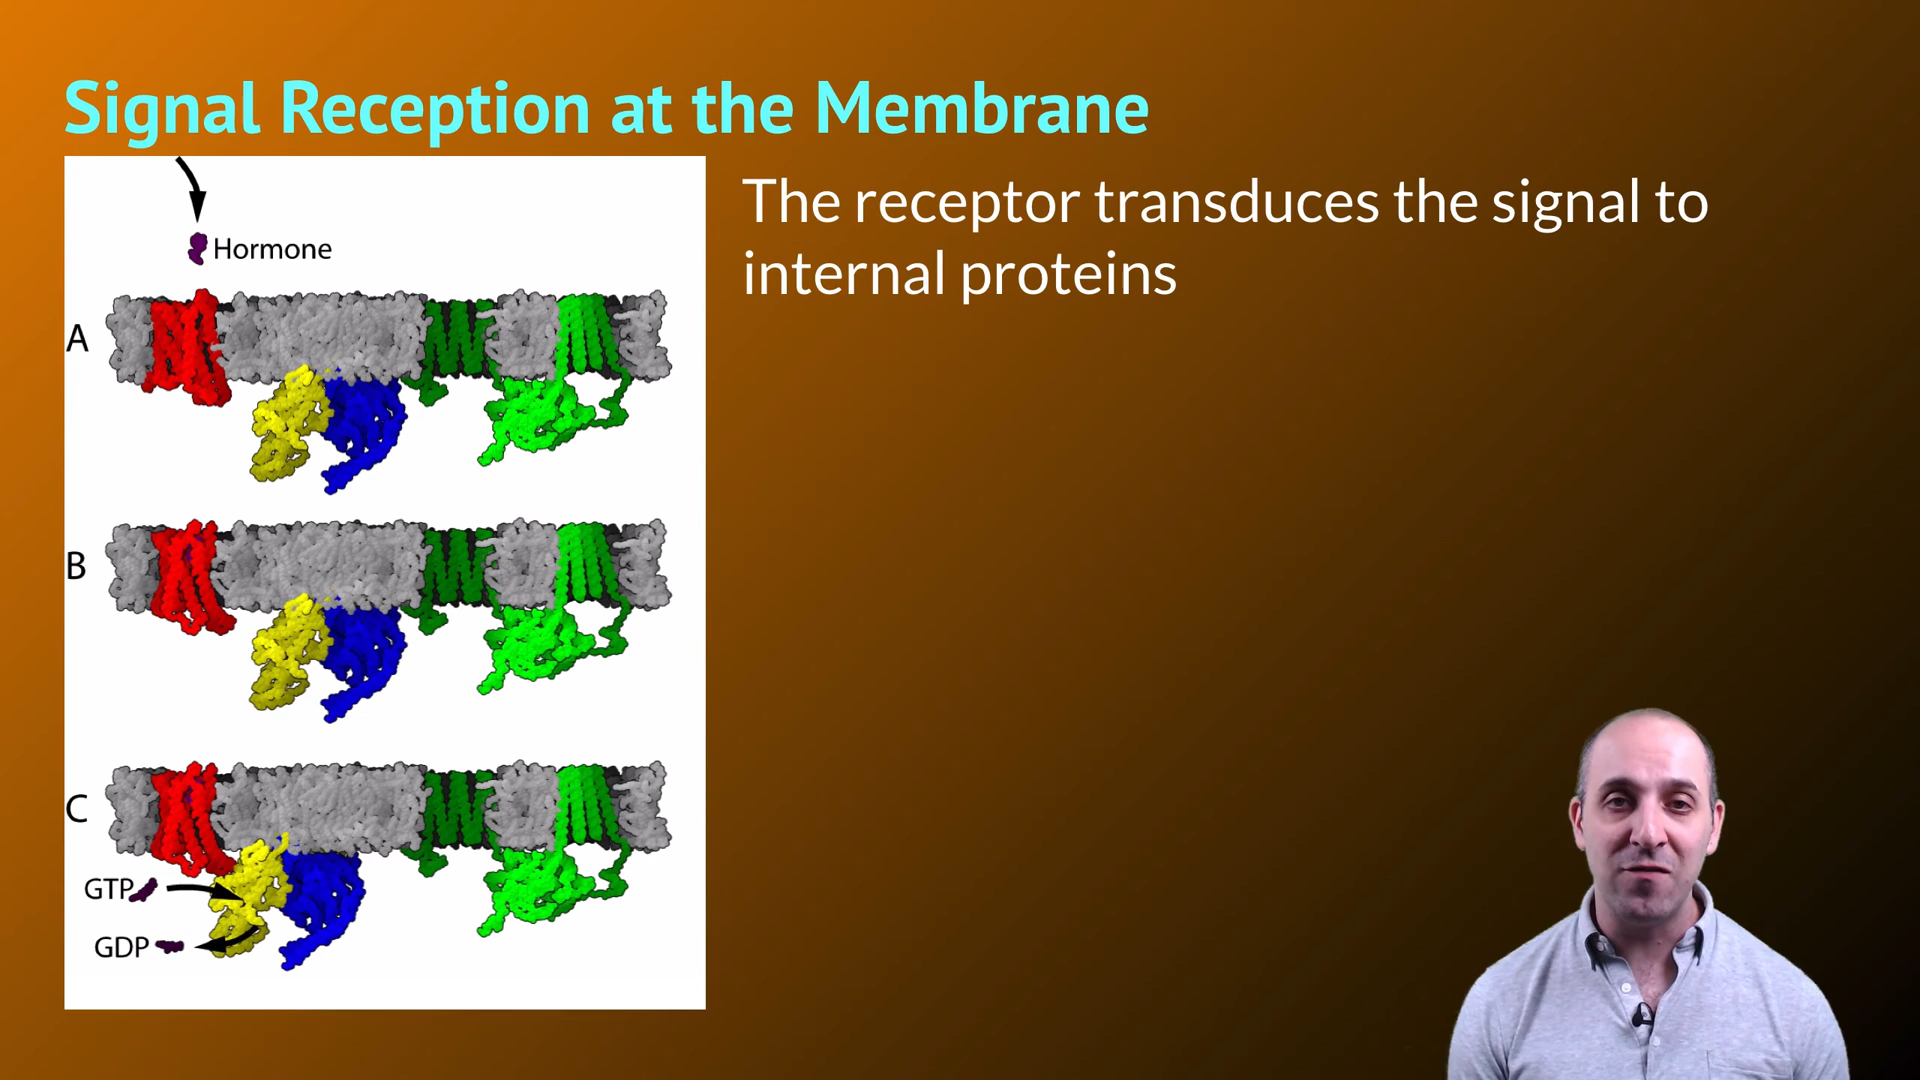 Signal Reception at the Membrane
Hormone
A
B
C
GTP
GDP
The receptor transduces the signal to
internal proteins